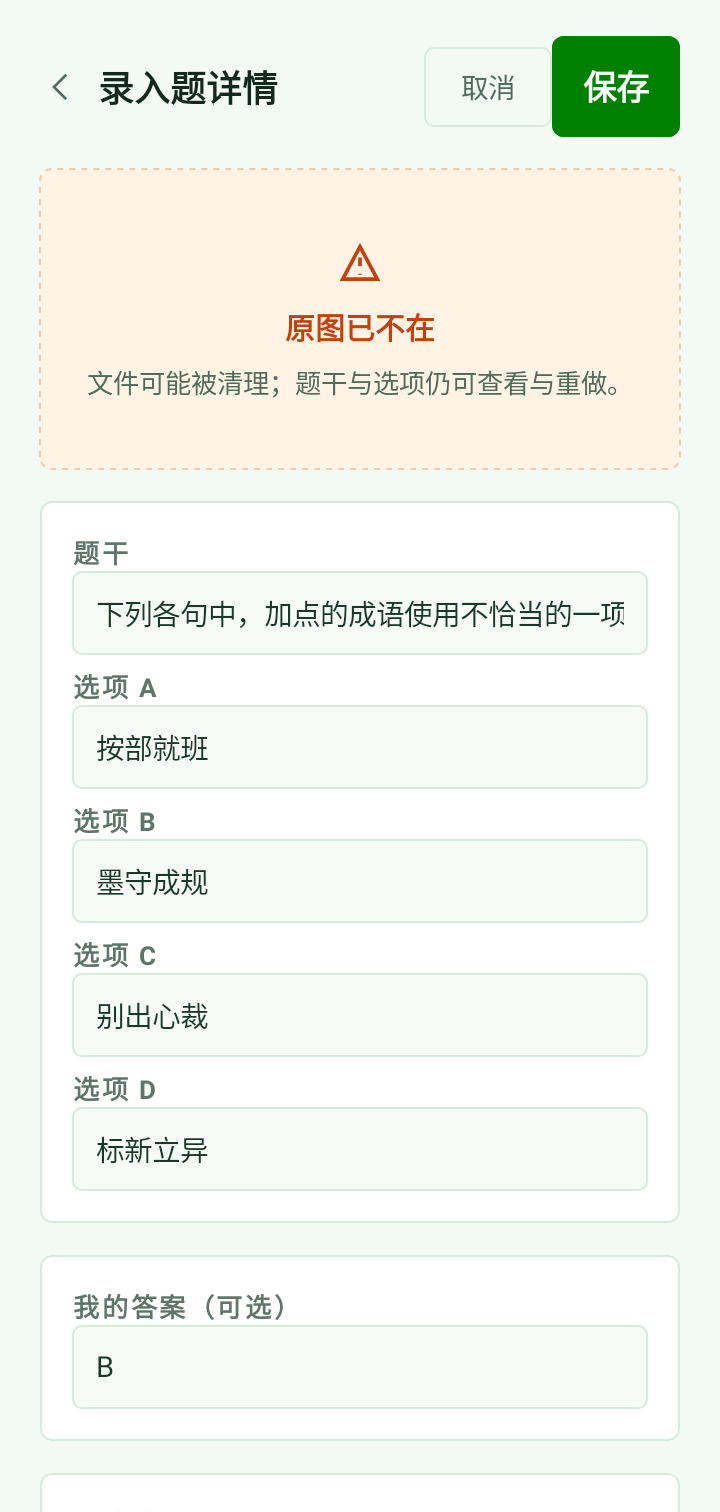 录入题详情
取消
保存
原图已不在
文件可能被清理；题干与选项仍可查看与重做。
题干
下列各句中，加点的成语使用不恰当的一项
选项 A
按部就班
选项 B
墨守成规
选项 C
别出心裁
选项 D
标新立异
我的答案（可选）
B